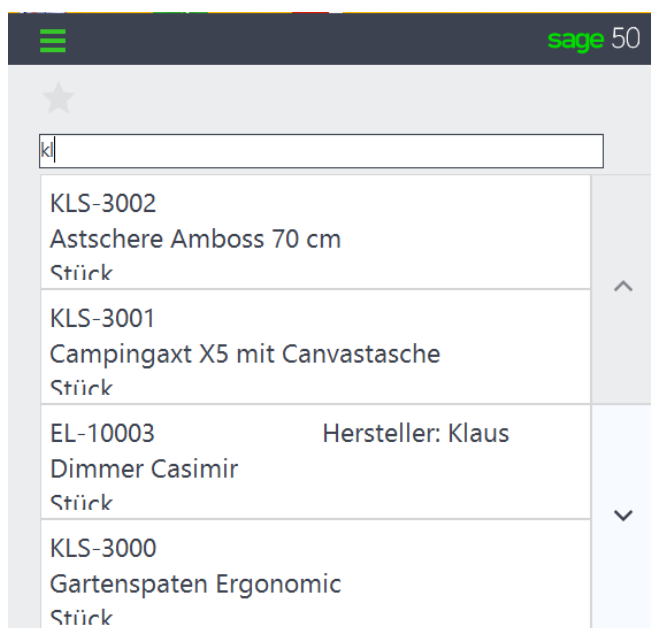 sage 50
kl
KLS-3002
Astschere Amboss 70 cm
Stück
KLS-3001
Campingaxt X5 mit Canvastasche
Stück
EL-10003 Hersteller: Klaus
Dimmer Casimir
Stück
KLS-3000
Gartenspaten Ergonomic
Stück